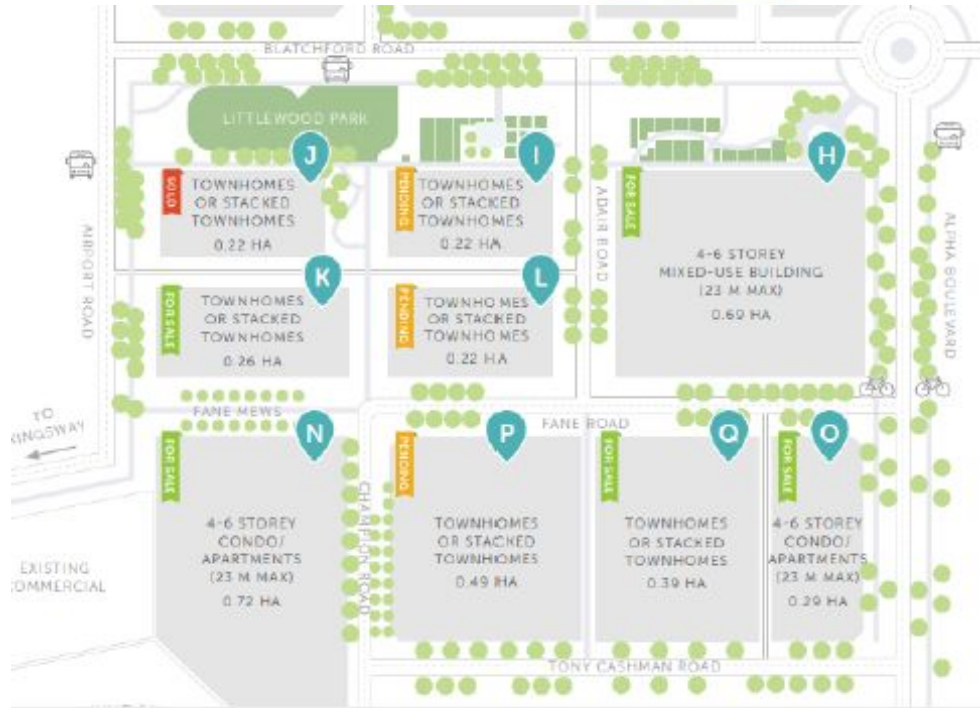 BLATCHFORD ROAD
LITTLEWOOD PARK
J
I
H
SOLD
TOWNHOMES
OR STACKED
TOWNHOMES
0.22 HA
PENDING
TOWNHOMES
OR STACKED
TOWNHOMES
0.22 HA
ADAIR ROAD
FOR SALE
4-6 STOREY
MIXED-USE BUILDING
(23 M MAX)
0.69 HA
AIRPORT ROAD
ALPHA BOULEVARD
K
L
FOR SALE
TOWNHOMES
OR STACKED
TOWNHOMES
0.26 HA
PENDING
TOWNHOMES
OR STACKED
TOWNHOMES
0.22 HA
TO
KINGSWAY
FANE MEWS
FANE ROAD
N
P
Q
O
FOR SALE
4-6 STOREY
CONDO/
APARTMENTS
(23 M MAX)
0.72 HA
CHAMPION ROAD
PENDING
TOWNHOMES
OR STACKED
TOWNHOMES
0.49 HA
FOR SALE
TOWNHOMES
OR STACKED
TOWNHOMES
0.39 HA
FOR SALE
4-6 STOREY
CONDO/
APARTMENTS
(23 M MAX)
0.29 HA
EXISTING
COMMERCIAL
TONY CASHMAN ROAD